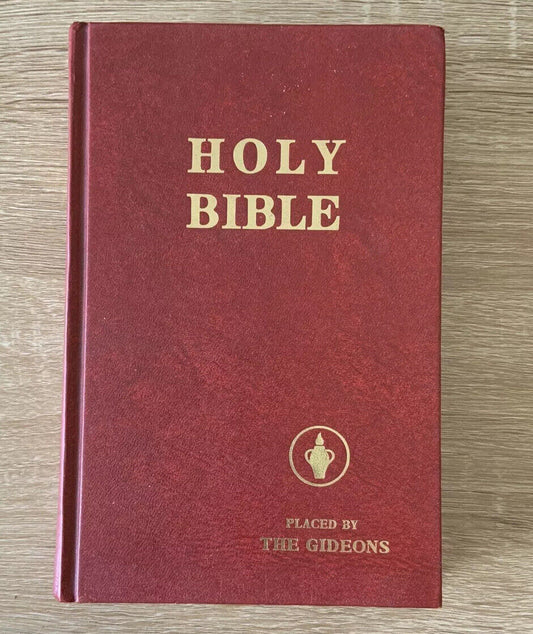 HOLY
BIBLE
PLACED BY
THE GIDEONS